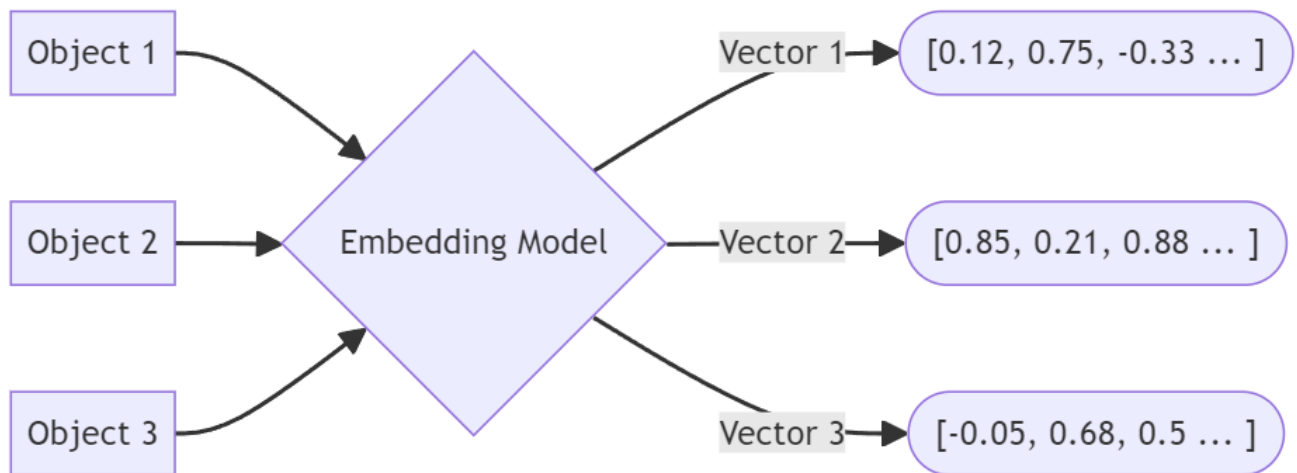 Object 1
Vector 1
[0.12, 0.75, -0.33 ... ]
Object 2
Embedding Model
Vector 2
[0.85, 0.21, 0.88 ... ]
Object 3
Vector 3
[-0.05, 0.68, 0.5 ... ]